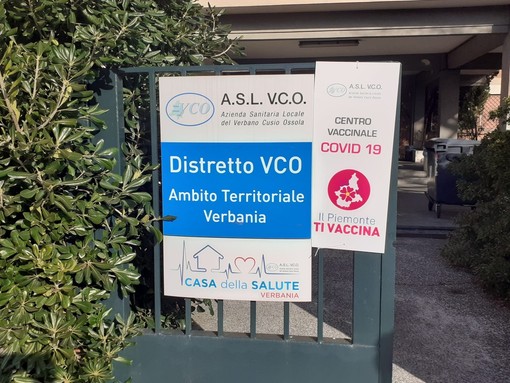 VCO
A.S.L. V.C.O.
Azienda Sanitaria Locale
del Verbano Cusio Ossola
Distretto VCO
Ambito Territoriale
Verbania
CASA della SALUTE
VERBANIA
A.S.L. V.C.O.
CENTRO
VACCINALE
COVID 19
Il Piemonte
TI VACCINA